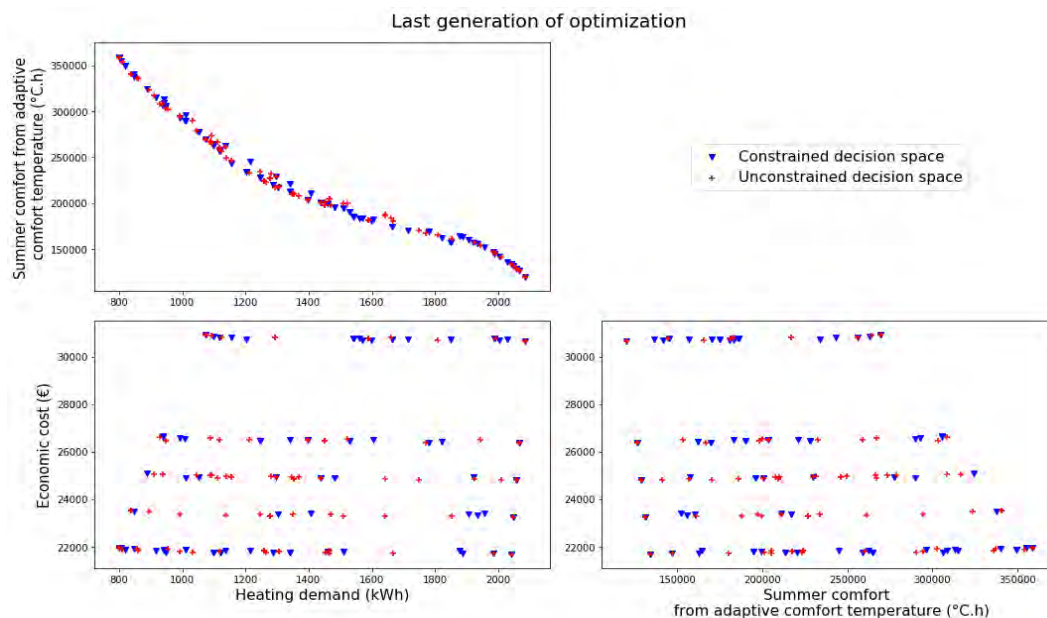 Last generation of optimization
Summer comfort from adaptive
comfort temperature (°C.h)
350000
300000
250000
200000
150000
800 1000 1200 1400 1600 1800 2000
Constrained decision space
Unconstrained decision space
Economic cost (€)
30000
28000
26000
24000
22000
800 1000 1200 1400 1600 1800 2000
Heating demand (kWh)
30000
28000
26000
24000
22000
150000 200000 250000 300000 350000
Summer comfort
from adaptive comfort temperature (°C.h)